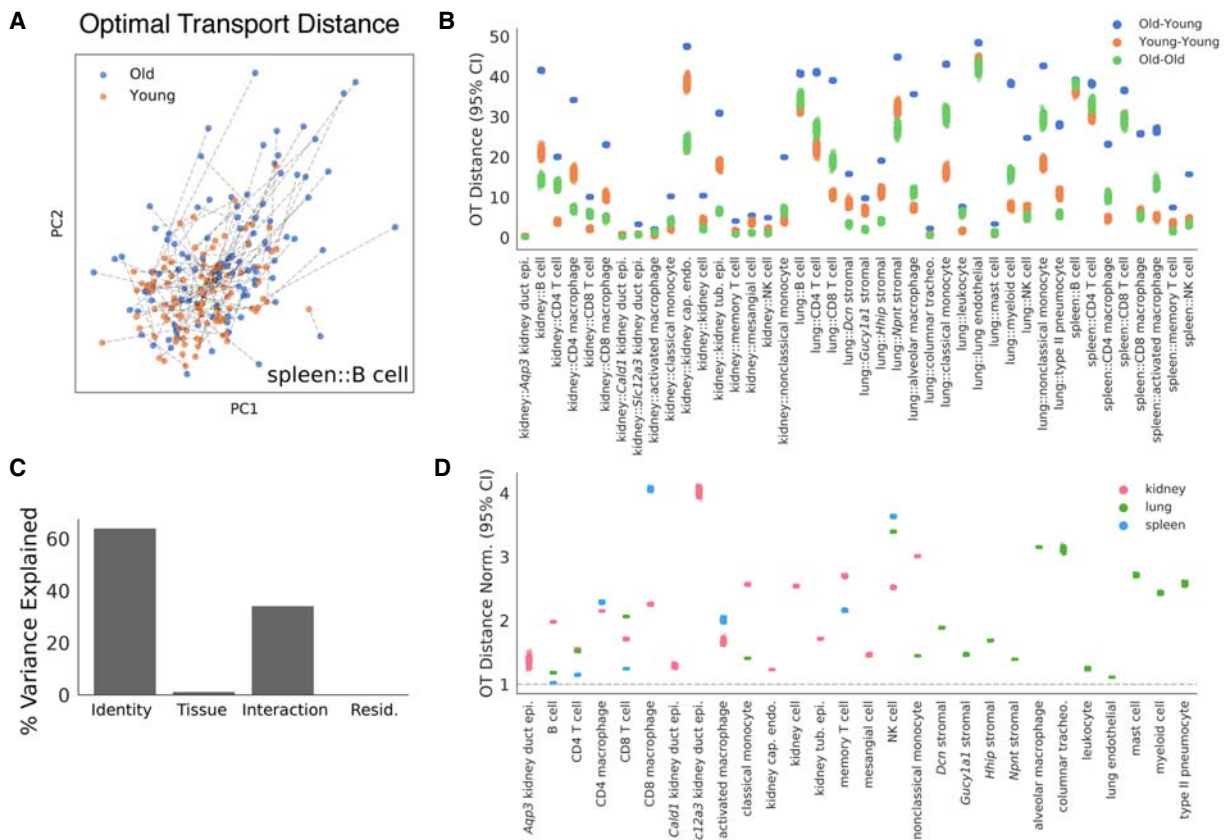 A
Optimal Transport Distance
Old
Young
PC2
PC1
spleen::B cell
B
Old-Young
Young-Young
Old-Old
OT Distance (95% CI)
50
40
30
20
10
0
kidney::Aqp3 kidney duct epi.
kidney::B cell
kidney::CD4 T cell
kidney::CD4 macrophage
kidney::CD8 T cell
kidney::CD8 macrophage
kidney::Cald1 kidney duct epi.
kidney::Slc12a3 kidney duct epi.
kidney::activated macrophage
kidney::classical monocyte
kidney::kidney cap. endo.
kidney::kidney cell
kidney::kidney tub. epi.
kidney::memory T cell
kidney::mesangial cell
kidney::NK cell
kidney::nonclassical monocyte
lung::B cell
lung::CD4 T cell
lung::CD8 T cell
lung::Dcn stromal
lung::Gucy1a1 stromal
lung::Hhip stromal
lung::Npnt stromal
lung::alveolar macrophage
lung::columnar tracheo.
lung::classical monocyte
lung::leukocyte
lung::lung endothelial
lung::mast cell
lung::myeloid cell
lung::NK cell
lung::nonclassical monocyte
lung::type II pneumocyte
spleen::B cell
spleen::CD4 T cell
spleen::CD8 T cell
spleen::CD4 macrophage
spleen::CD8 macrophage
spleen::activated macrophage
spleen::memory T cell
spleen::NK cell
C
% Variance Explained
60
40
20
0
Identity
Tissue
Interaction
Resid.
D
kidney
lung
spleen
OT Distance Norm. (95% CI)
4
3
2
1
Aqp3 kidney duct epi.
B cell
CD4 T cell
CD4 macrophage
CD8 T cell
CD8 macrophage
Cald1 kidney duct epi.
c12a3 kidney duct epi.
activated macrophage
classical monocyte
kidney cap. endo.
kidney cell
kidney tub. epi.
memory T cell
mesangial cell
NK cell
nonclassical monocyte
Dcn stromal
Gucy1a1 stromal
Hhip stromal
Npnt stromal
alveolar macrophage
columnar tracheo.
leukocyte
lung endothelial
mast cell
myeloid cell
type II pneumocyte